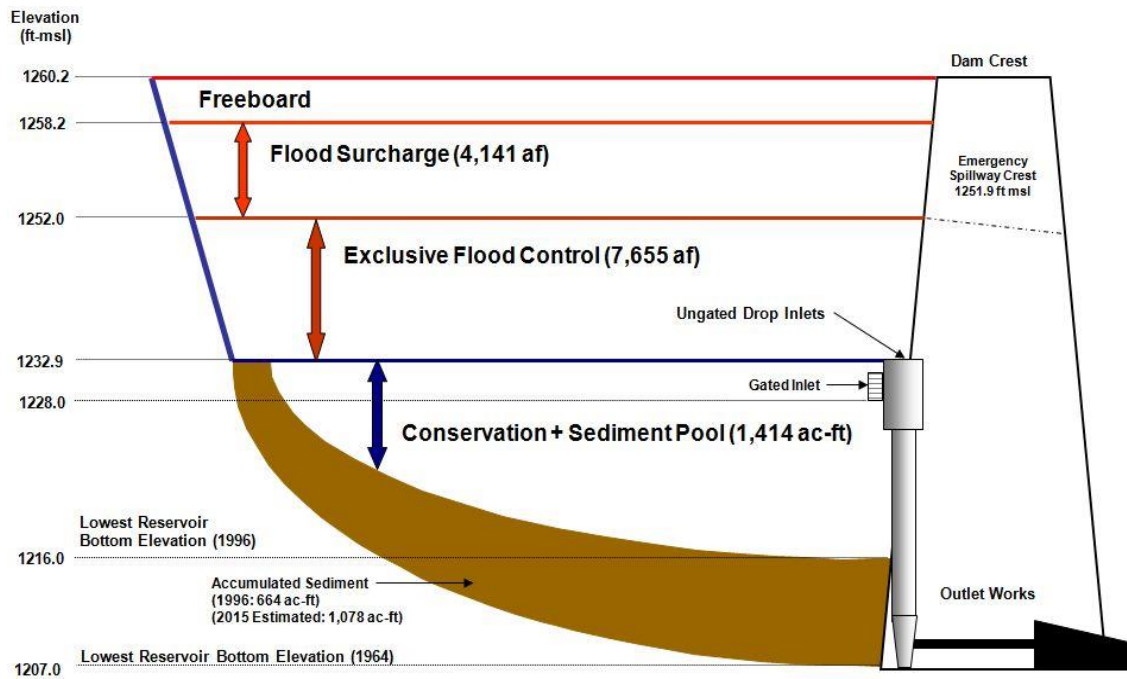 Elevation
(ft-msl)
1260.2
Dam Crest
Freeboard
1258.2
Flood Surcharge (4,141 af)
Emergency
Spillway Crest
1251.9 ft msl
1252.0
Exclusive Flood Control (7,655 af)
Ungated Drop Inlets
1232.9
Gated Inlet
1228.0
Conservation + Sediment Pool (1,414 ac-ft)
Lowest Reservoir
Bottom Elevation (1996)
1216.0
Accumulated Sediment
(1996: 664 ac-ft)
(2015 Estimated: 1,078 ac-ft)
Outlet Works
Lowest Reservoir Bottom Elevation (1964)
1207.0